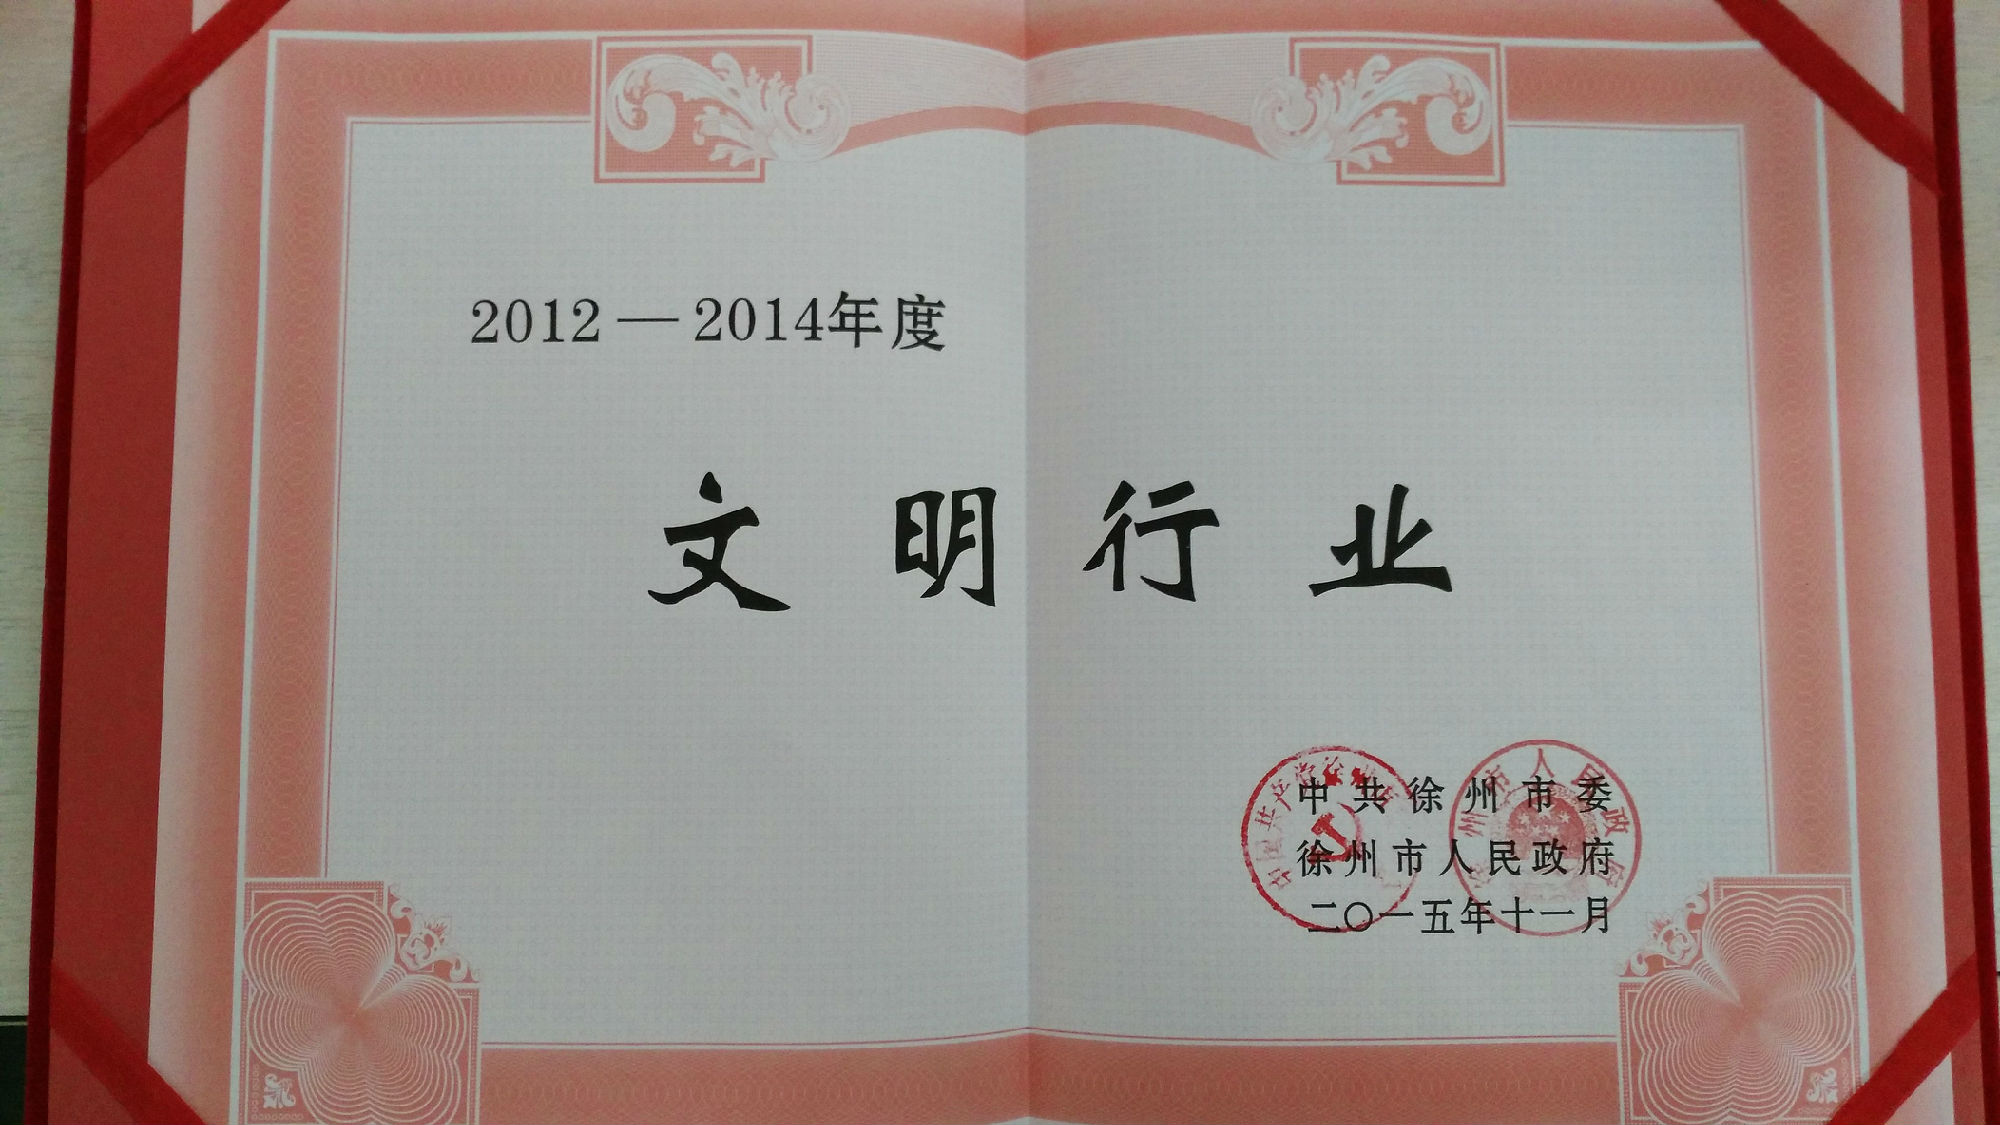 2012—2014年度
文明行业
中共徐州市委
徐州市人民政府
二〇一五年十一月